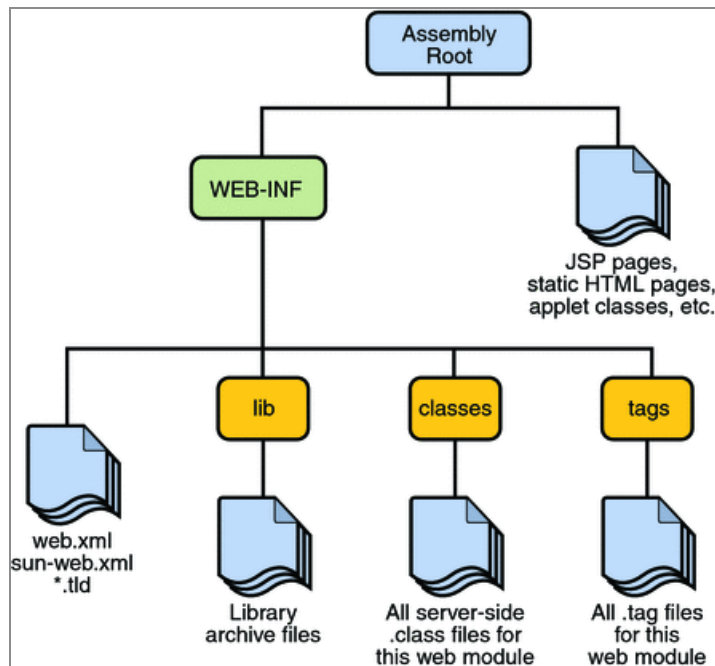 Assembly
Root
WEB-INF
JSP pages,
static HTML pages,
applet classes, etc.
lib
classes
tags
web.xml
sun-web.xml
*.tld
Library
archive files
All server-side
.class files for
this web module
All .tag files
for this
web module